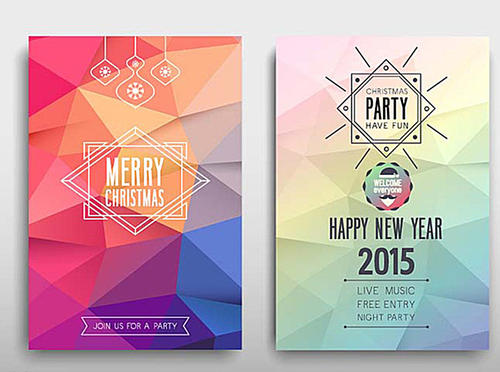 MERRY
CHRISTMAS
JOIN US FOR A PARTY
CHRISTMAS
PARTY
HAVE FUN
WELCOME
everyone
HAPPY NEW YEAR
2015
LIVE MUSIC
FREE ENTRY
NIGHT PARTY